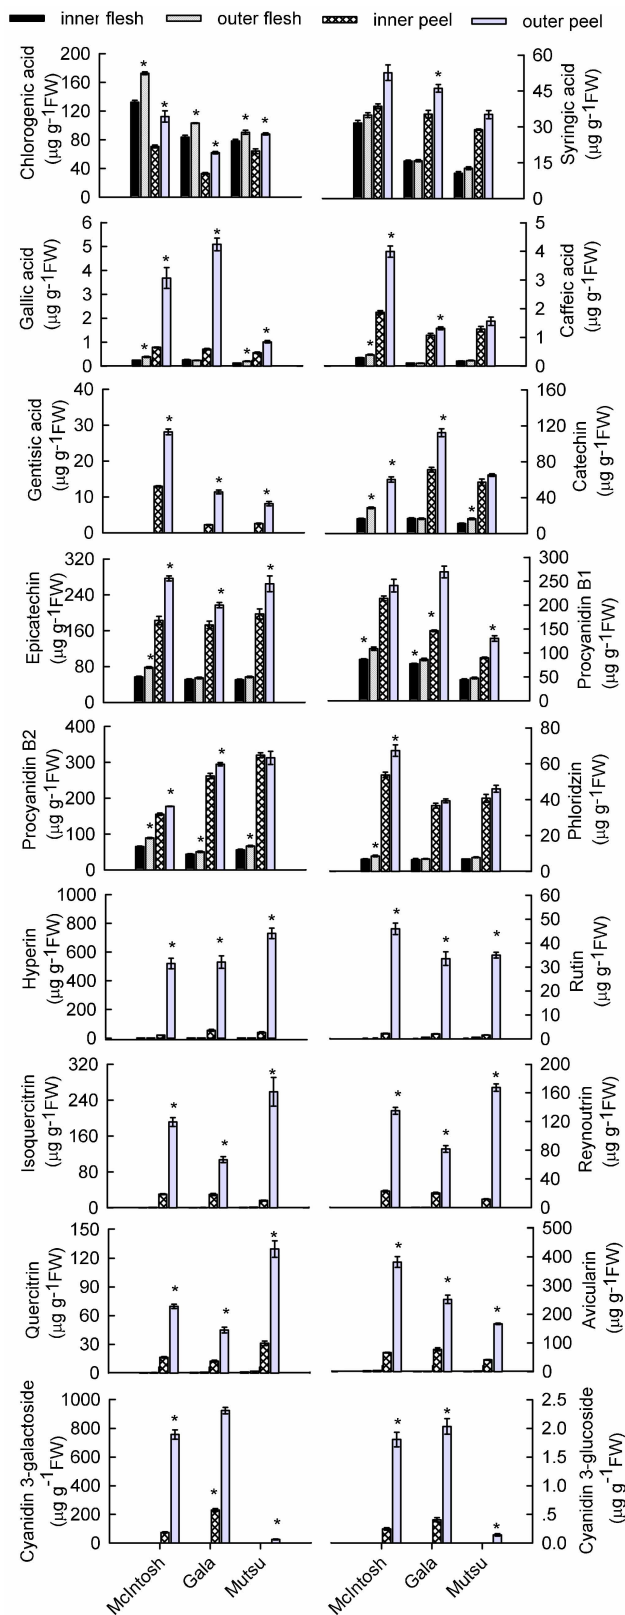 inner flesh outer flesh inner peel outer peel
Chlorogenic acid
(µg g-1FW)
200
160
120
80
40
0
* * * * * *
60
45
30
15
0
Syringic acid
(µg g-1FW)
*
Gallic acid
(µg g-1FW)
6
5
4
3
2
1
0
* * * * *
5
4
3
2
1
0
Caffeic acid
(µg g-1FW)
* * *
Gentisic acid
(µg g-1FW)
40
30
20
10
0
* * *
160
120
80
40
0
Catechin
(µg g-1FW)
* * * *
Epicatechin
(µg g-1FW)
320
240
160
80
0
* * * *
300
250
200
150
100
50
0
Procyanidin B1
(µg g-1FW)
* * * *
Procyanidin B2
(µg g-1FW)
400
300
200
100
0
* * * * *
80
60
40
20
0
Phloridzin
(µg g-1FW)
* *
Hyperin
(µg g-1FW)
1000
800
600
400
200
0
* * *
60
50
40
30
20
10
0
Rutin
(µg g-1FW)
* * *
Isoquercitrin
(µg g-1FW)
320
240
160
80
0
* * *
200
160
120
80
40
0
Reynoutrin
(µg g-1FW)
* * *
Quercitrin
(µg g-1FW)
150
120
90
60
30
0
* * *
500
400
300
200
100
0
Avicularin
(µg g-1FW)
* * *
Cyanidin 3-galactoside
(µg g-1FW)
1000
800
600
400
200
0
* * *
2.5
2.0
1.5
1.0
.5
0.0
Cyanidin 3-glucoside
(µg g-1FW)
* * *
McIntosh Gala Mutsu
McIntosh Gala Mutsu